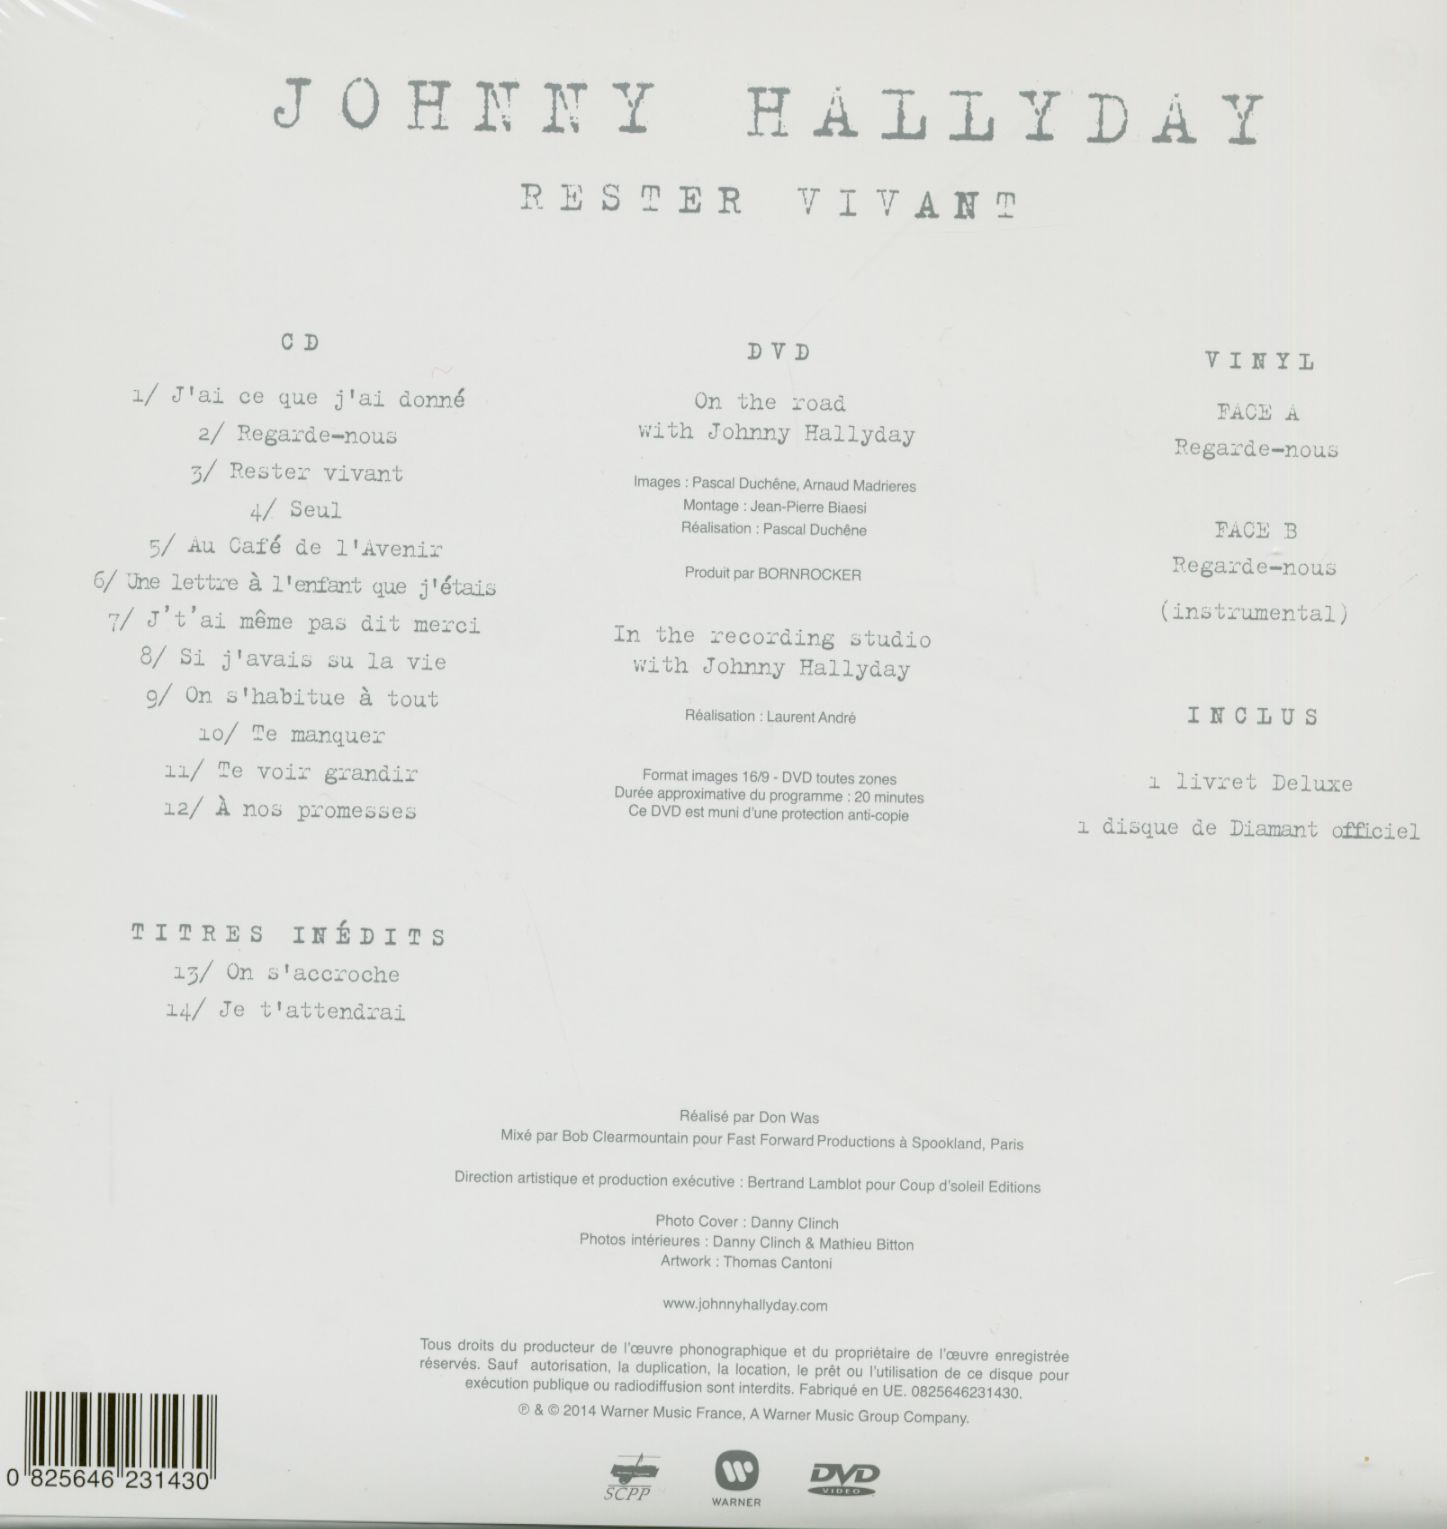 JOHNNY HALLYDAY
RESTER VIVANT
CD
1/ J'ai ce que j'ai donné
2/ Regarde-nous
3/ Rester vivant
4/ Seul
5/ Au Café de l'Avenir
6/ Une lettre à l'enfant que j'étais
7/ J't'ai même pas dit merci
8/ Si j'avais su la vie
9/ On s'habitue à tout
10/ Te manquer
11/ Te voir grandir
12/ À nos promesses
TITRES INÉDITS
13/ On s'accroche
14/ Je t'attendrai
DVD
On the road
with Johnny Hallyday
Images : Pascal Duchêne, Arnaud Madrieres
Montage : Jean-Pierre Biaesi
Réalisation : Pascal Duchêne
Produit par BORNROCKER
In the recording studio
with Johnny Hallyday
Réalisation : Laurent André
Format images 16/9 - DVD toutes zones
Durée approximative du programme : 20 minutes
Ce DVD est muni d'une protection anti-copie
VINYL
FACE A
Regarde-nous
FACE B
Regarde-nous
(instrumental)
INCLUS
1 livret Deluxe
1 disque de Diamant officiel
Réalisé par Don Was
Mixé par Bob Clearmountain pour Fast Forward Productions à Spookland, Paris
Direction artistique et production exécutive : Bertrand Lamblot pour Coup d'soleil Editions
Photo Cover : Danny Clinch
Photos intérieures : Danny Clinch & Mathieu Bitton
Artwork : Thomas Cantoni
www.johnnyhallyday.com
Tous droits du producteur de l'œuvre phonographique et du propriétaire de l'œuvre enregistrée
réservés. Sauf autorisation, la duplication, la location, le prêt ou l'utilisation de ce disque pour
exécution publique ou radiodiffusion sont interdits. Fabriqué en UE. 0825646231430.
℗ & © 2014 Warner Music France, A Warner Music Group Company.
0 825646 231430
SCPP
WARNER
DVD
VIDEO